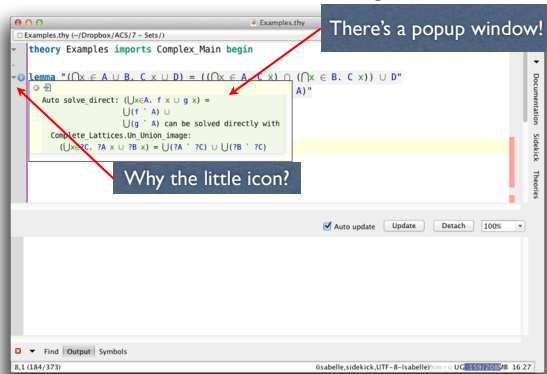 Examples.thy
There's a popup window!
Examples.thy (~/Dropbox/ACS/7 – Sets/)
theory Examples imports Complex_Main begin
lemma "(⋂x ∈ A ∪ B. C x ∪ D) = ((⋂x ∈ A. C x) ∩ (⋂x ∈ B. C x)) ∪ D"
A)"
Auto solve_direct: (⋃x∈A. f x ∪ g x) =
⋃(f ` A) ∪
⋃(g ` A) can be solved directly with
Complete_Lattices.Un_Union_image:
(⋃x∈?C. ?A x ∪ ?B x) = ⋃(?A ` ?C) ∪ ⋃(?B ` ?C)
Why the little icon?
Documentation
Sidekick
Theories
Auto update Update Detach 100%
Find Output Symbols
8,1 (184/373) (isabelle,sidekick,UTF-8-Isabelle) UG 16:27